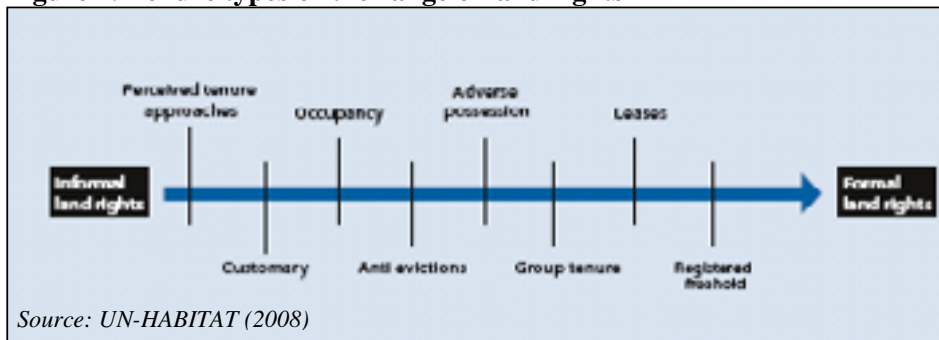 Perceived tenure
approaches
Occupancy
Adverse
possession
Leases
Informal
land rights
Formal
land rights
Customary
Anti evictions
Group tenure
Registered
freehold
Source: UN-HABITAT (2008)